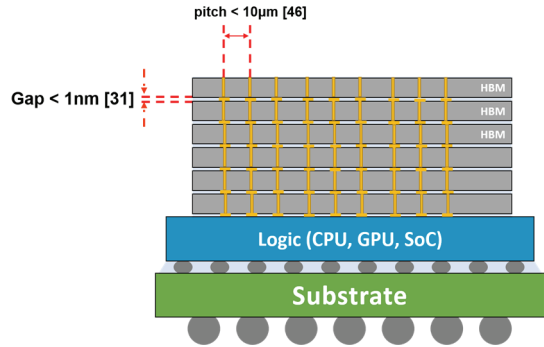 pitch < 10μm [46]
Gap < 1nm [31]
HBM
HBM
HBM
Logic (CPU, GPU, SoC)
Substrate